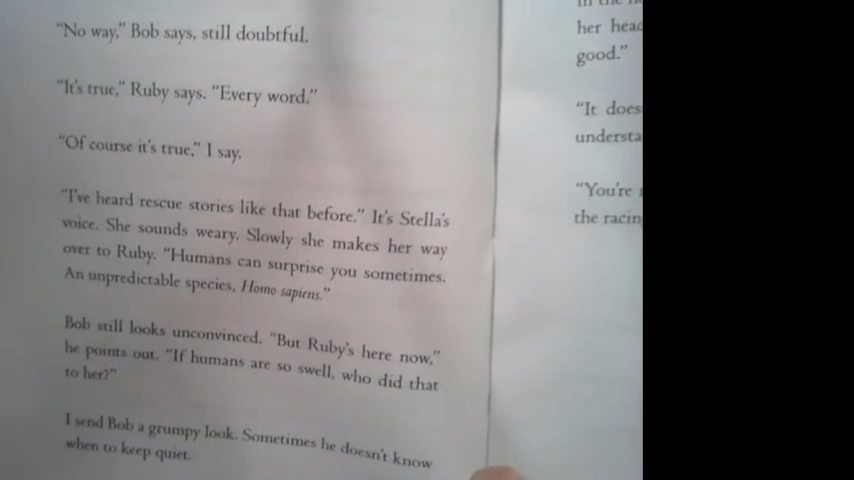 "No way," Bob says, still doubtful.
"It's true," Ruby says. "Every word."
"Of course it's true," I say.
"I've heard rescue stories like that before." It's Stella's
voice. She sounds weary. Slowly she makes her way
over to Ruby. "Humans can surprise you sometimes.
An unpredictable species, Homo sapiens."
Bob still looks unconvinced. "But Ruby's here now,"
he points out. "If humans are so swell, who did that
to her?"
I send Bob a grumpy look. Sometimes he doesn't know
when to keep quiet.
her head
good."
"It does
understa
"You're
the racin